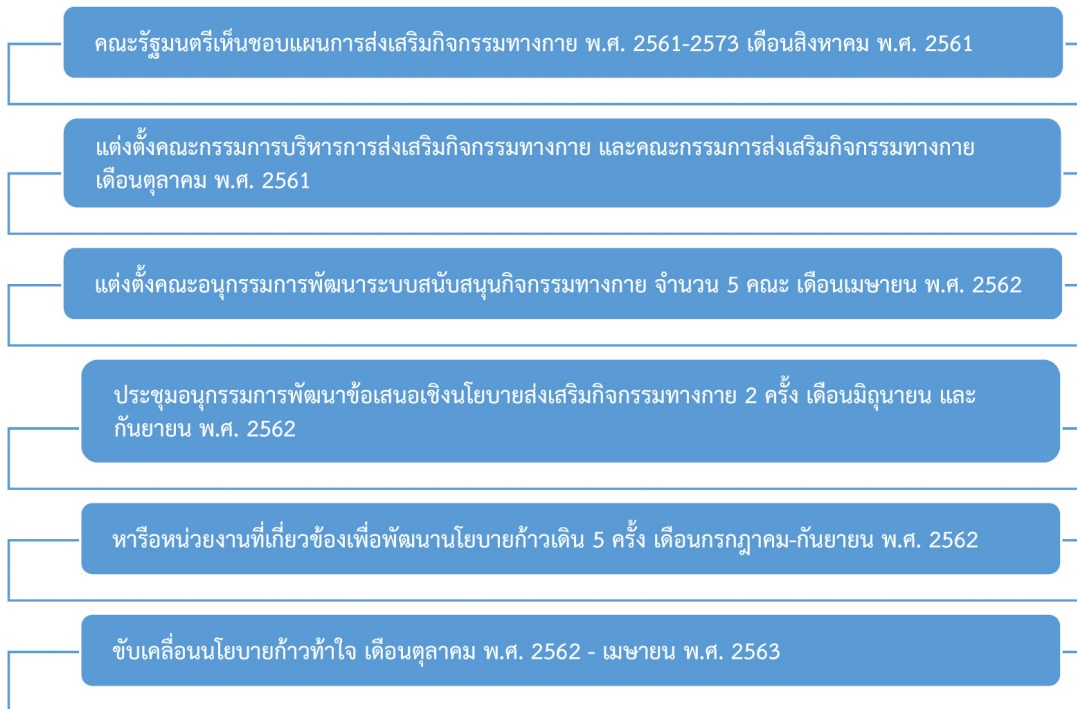 คณะรัฐมนตรีเห็นชอบแผนการส่งเสริมกิจกรรมทางกาย พ.ศ. 2561-2573 เดือนสิงหาคม พ.ศ. 2561
แต่งตั้งคณะกรรมการบริหารการส่งเสริมกิจกรรมทางกาย และคณะกรรมการส่งเสริมกิจกรรมทางกาย
เดือนตุลาคม พ.ศ. 2561
แต่งตั้งคณะอนุกรรมการพัฒนาระบบสนับสนุนกิจกรรมทางกาย จำนวน 5 คณะ เดือนเมษายน พ.ศ. 2562
ประชุมอนุกรรมการพัฒนาข้อเสนอเชิงนโยบายส่งเสริมกิจกรรมทางกาย 2 ครั้ง เดือนมิถุนายน และ
กันยายน พ.ศ. 2562
หารือหน่วยงานที่เกี่ยวข้องเพื่อพัฒนานโยบายก้าวเดิน 5 ครั้ง เดือนกรกฎาคม-กันยายน พ.ศ. 2562
ขับเคลื่อนนโยบายก้าวท้าใจ เดือนตุลาคม พ.ศ. 2562 - เมษายน พ.ศ. 2563